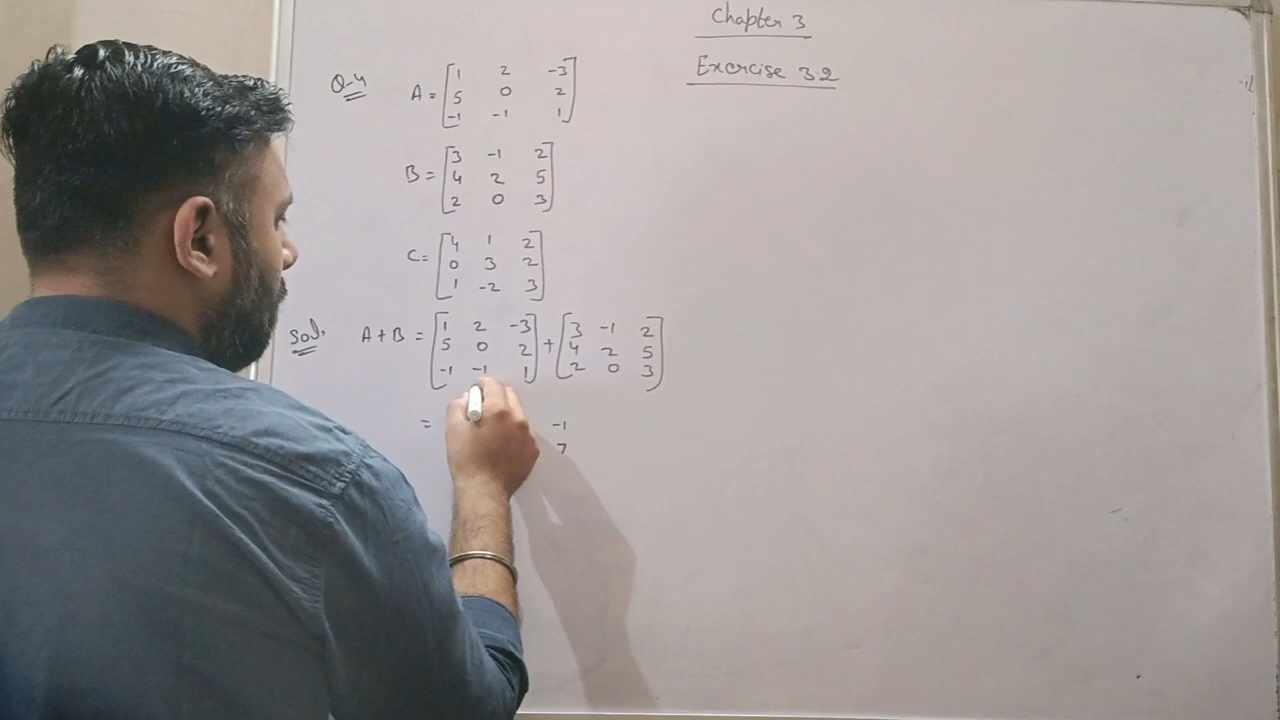 Chapter 3
Exercise 3.2
Q-4 A = [1 2 -3
5 0 2
-1 -1 1]
B = [3 -1 2
4 2 5
2 0 3]
C = [4 1 2
0 3 2
1 -2 3]
Sol. A + B = [1 2 -3 5 0 2 -1 -1 1] + [3 -1 2 4 2 5 2 0 3]
= -1
7